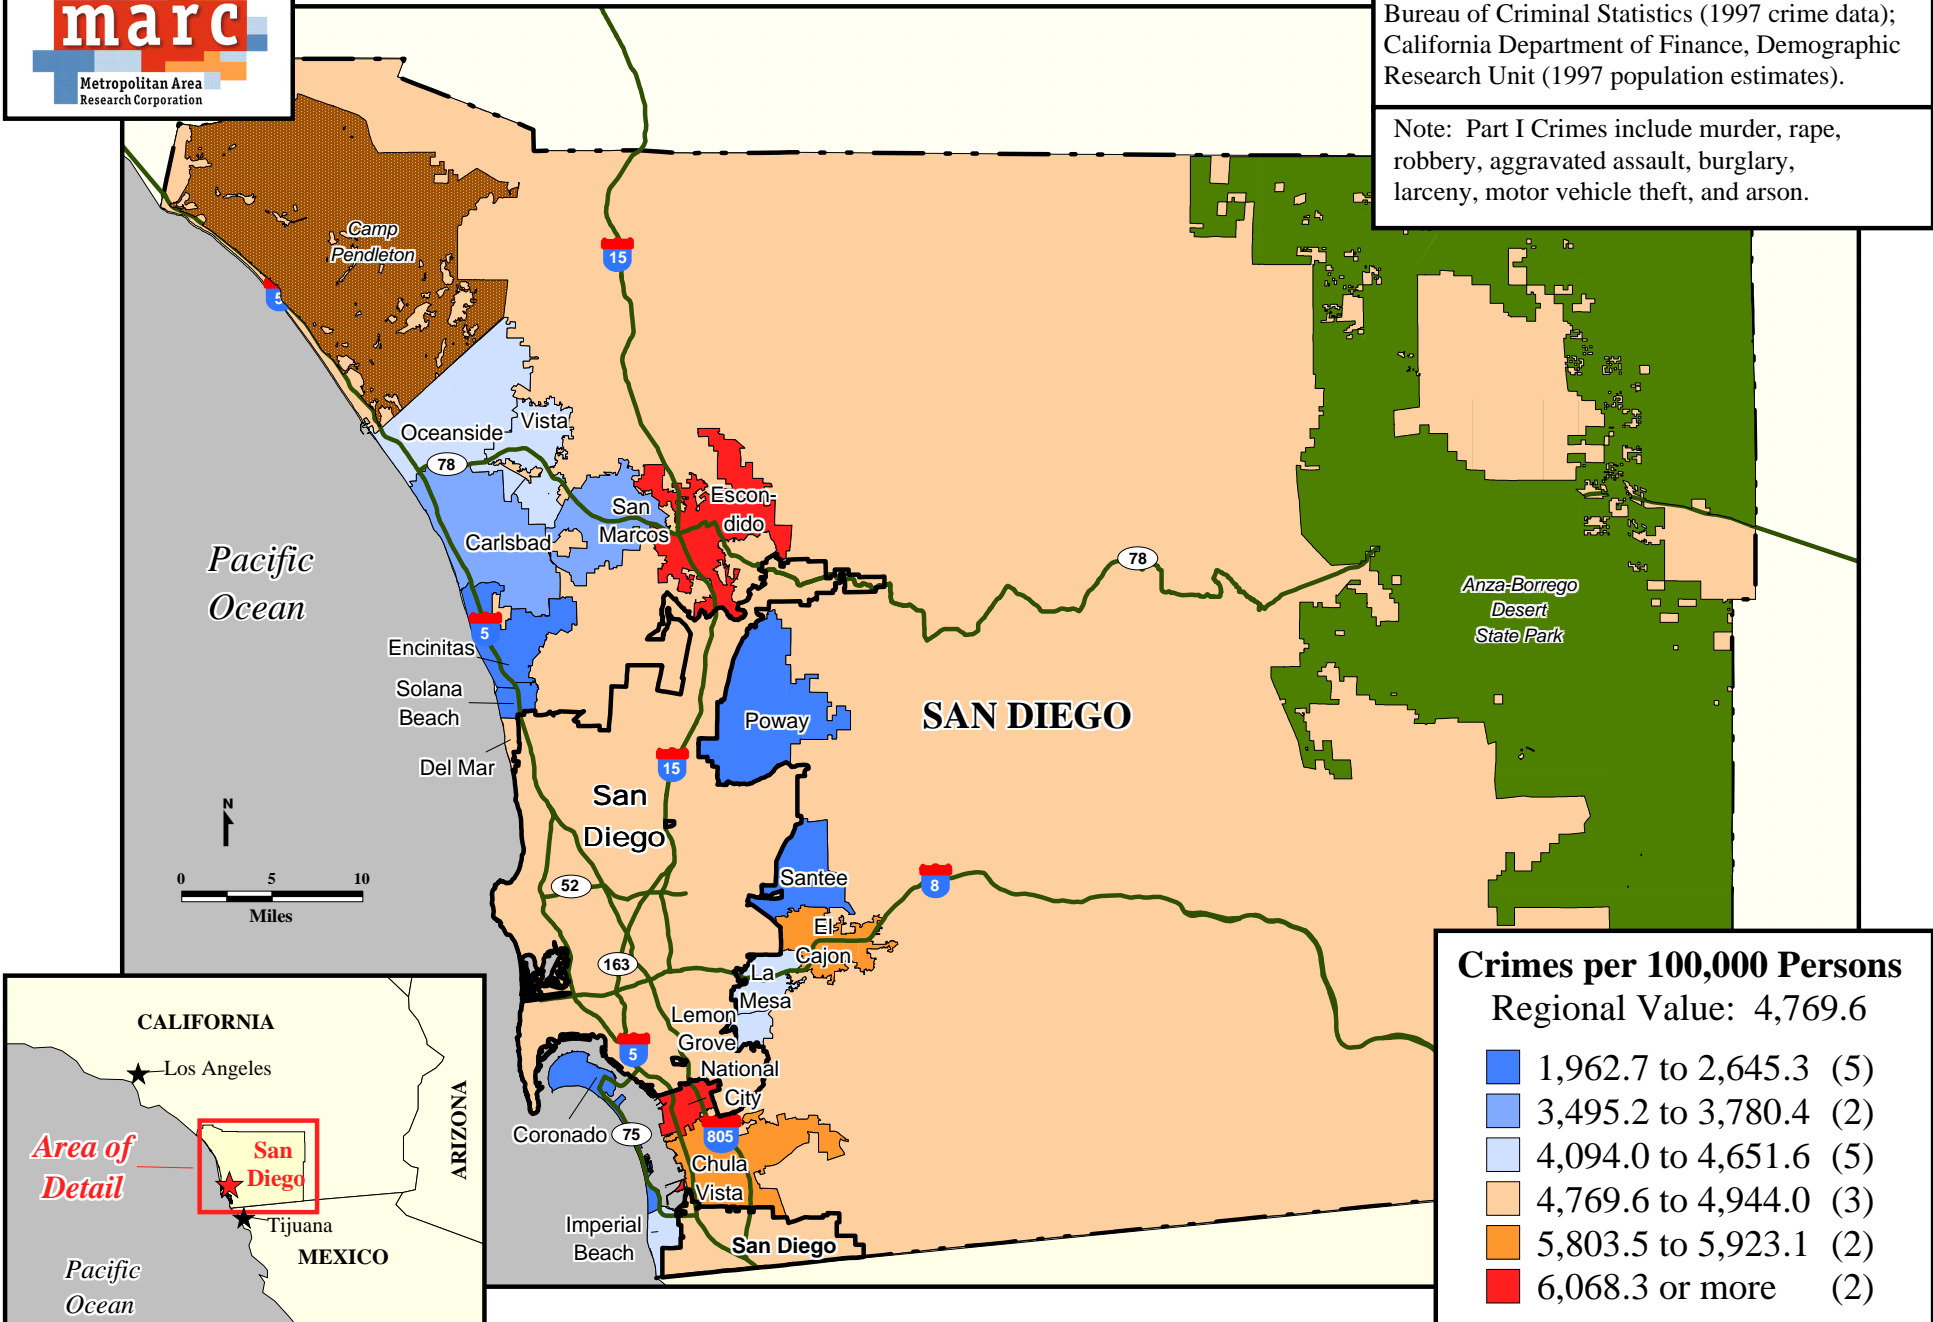 marc
Metropolitan Area
Research Corporation
Bureau of Criminal Statistics (1997 crime data);
California Department of Finance, Demographic
Research Unit (1997 population estimates).
Note: Part I Crimes include murder, rape,
robbery, aggravated assault, burglary,
larceny, motor vehicle theft, and arson.
Camp
Pendleton
15
5
Vista
Oceanside
78
Escon-
dido
San
Marcos
Carlsbad
Pacific
Ocean
78
Anza-Borrego
Desert
State Park
5
Encinitas
Solana
Beach
Poway
SAN DIEGO
Del Mar
15
San
Diego
N
0 5 10
Miles
52
Santee
8
El
Cajon
163
La
Mesa
Lemon
Grove
5
National
City
Coronado
75
805
Chula
Vista
Imperial
Beach
San Diego
CALIFORNIA
Los Angeles
ARIZONA
Area of
Detail
San
Diego
Tijuana
MEXICO
Pacific
Ocean
Crimes per 100,000 Persons
Regional Value: 4,769.6
1,962.7 to 2,645.3 (5)
3,495.2 to 3,780.4 (2)
4,094.0 to 4,651.6 (5)
4,769.6 to 4,944.0 (3)
5,803.5 to 5,923.1 (2)
6,068.3 or more (2)